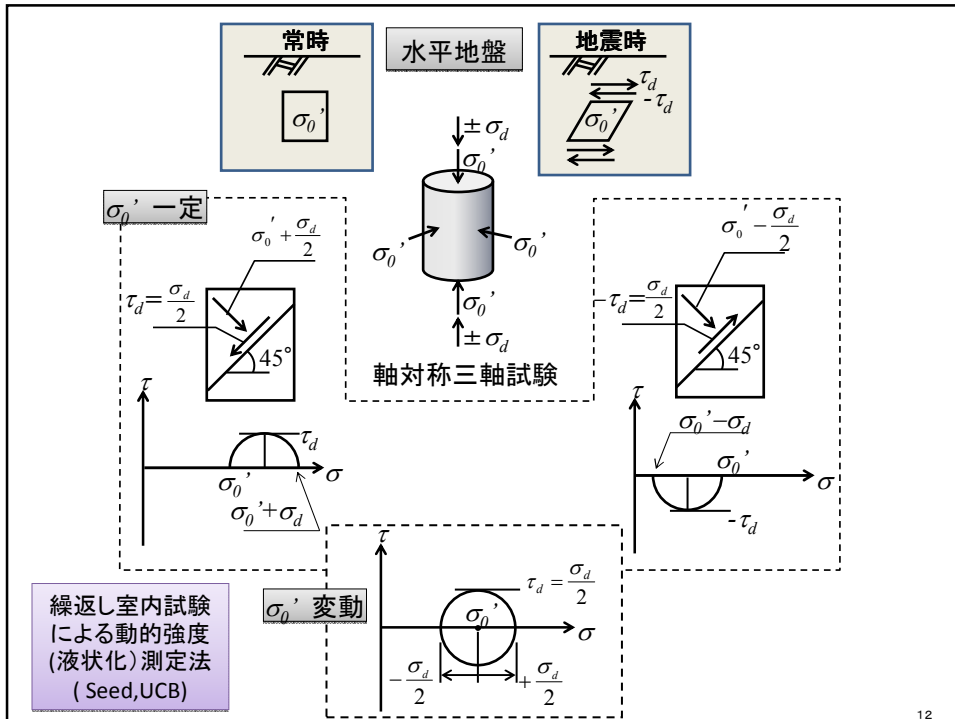 常時
σ₀'
水平地盤
地震時
τd
-τd
σ₀'
±σd
σ₀'
σ₀'
σ₀'
σ₀'
±σd
軸対称三軸試験
σ₀' 一定
σ₀' + σd/2
τd = σd/2
45°
τ
τd
σ₀'
σ
σ₀'+σd
σ₀' − σd/2
−τd = σd/2
45°
τ
σ₀'−σd
σ₀'
σ
-τd
σ₀' 変動
τ
τd = σd/2
σ₀'
σ
−σd/2
+σd/2
繰返し室内試験
による動的強度
(液状化）測定法
( Seed,UCB)
12